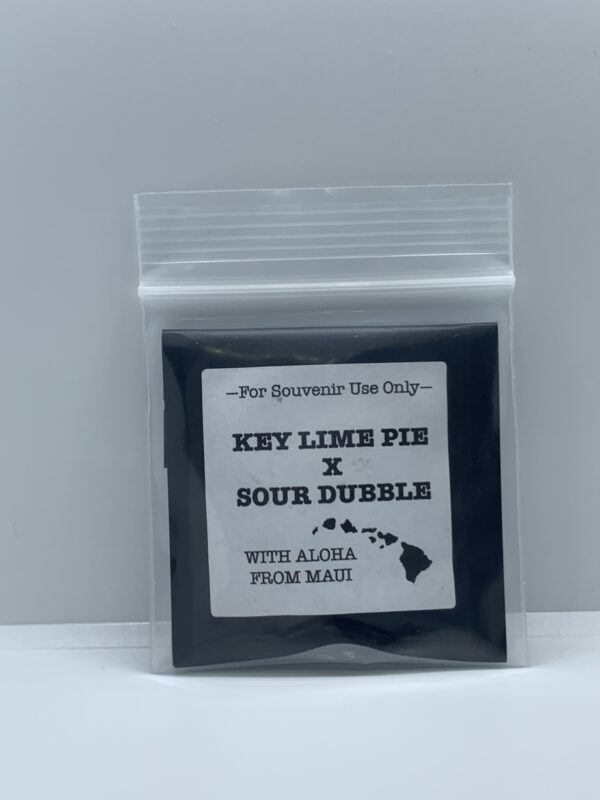 —For Souvenir Use Only—
KEY LIME PIE
X
SOUR DUBBLE
WITH ALOHA
FROM MAUI